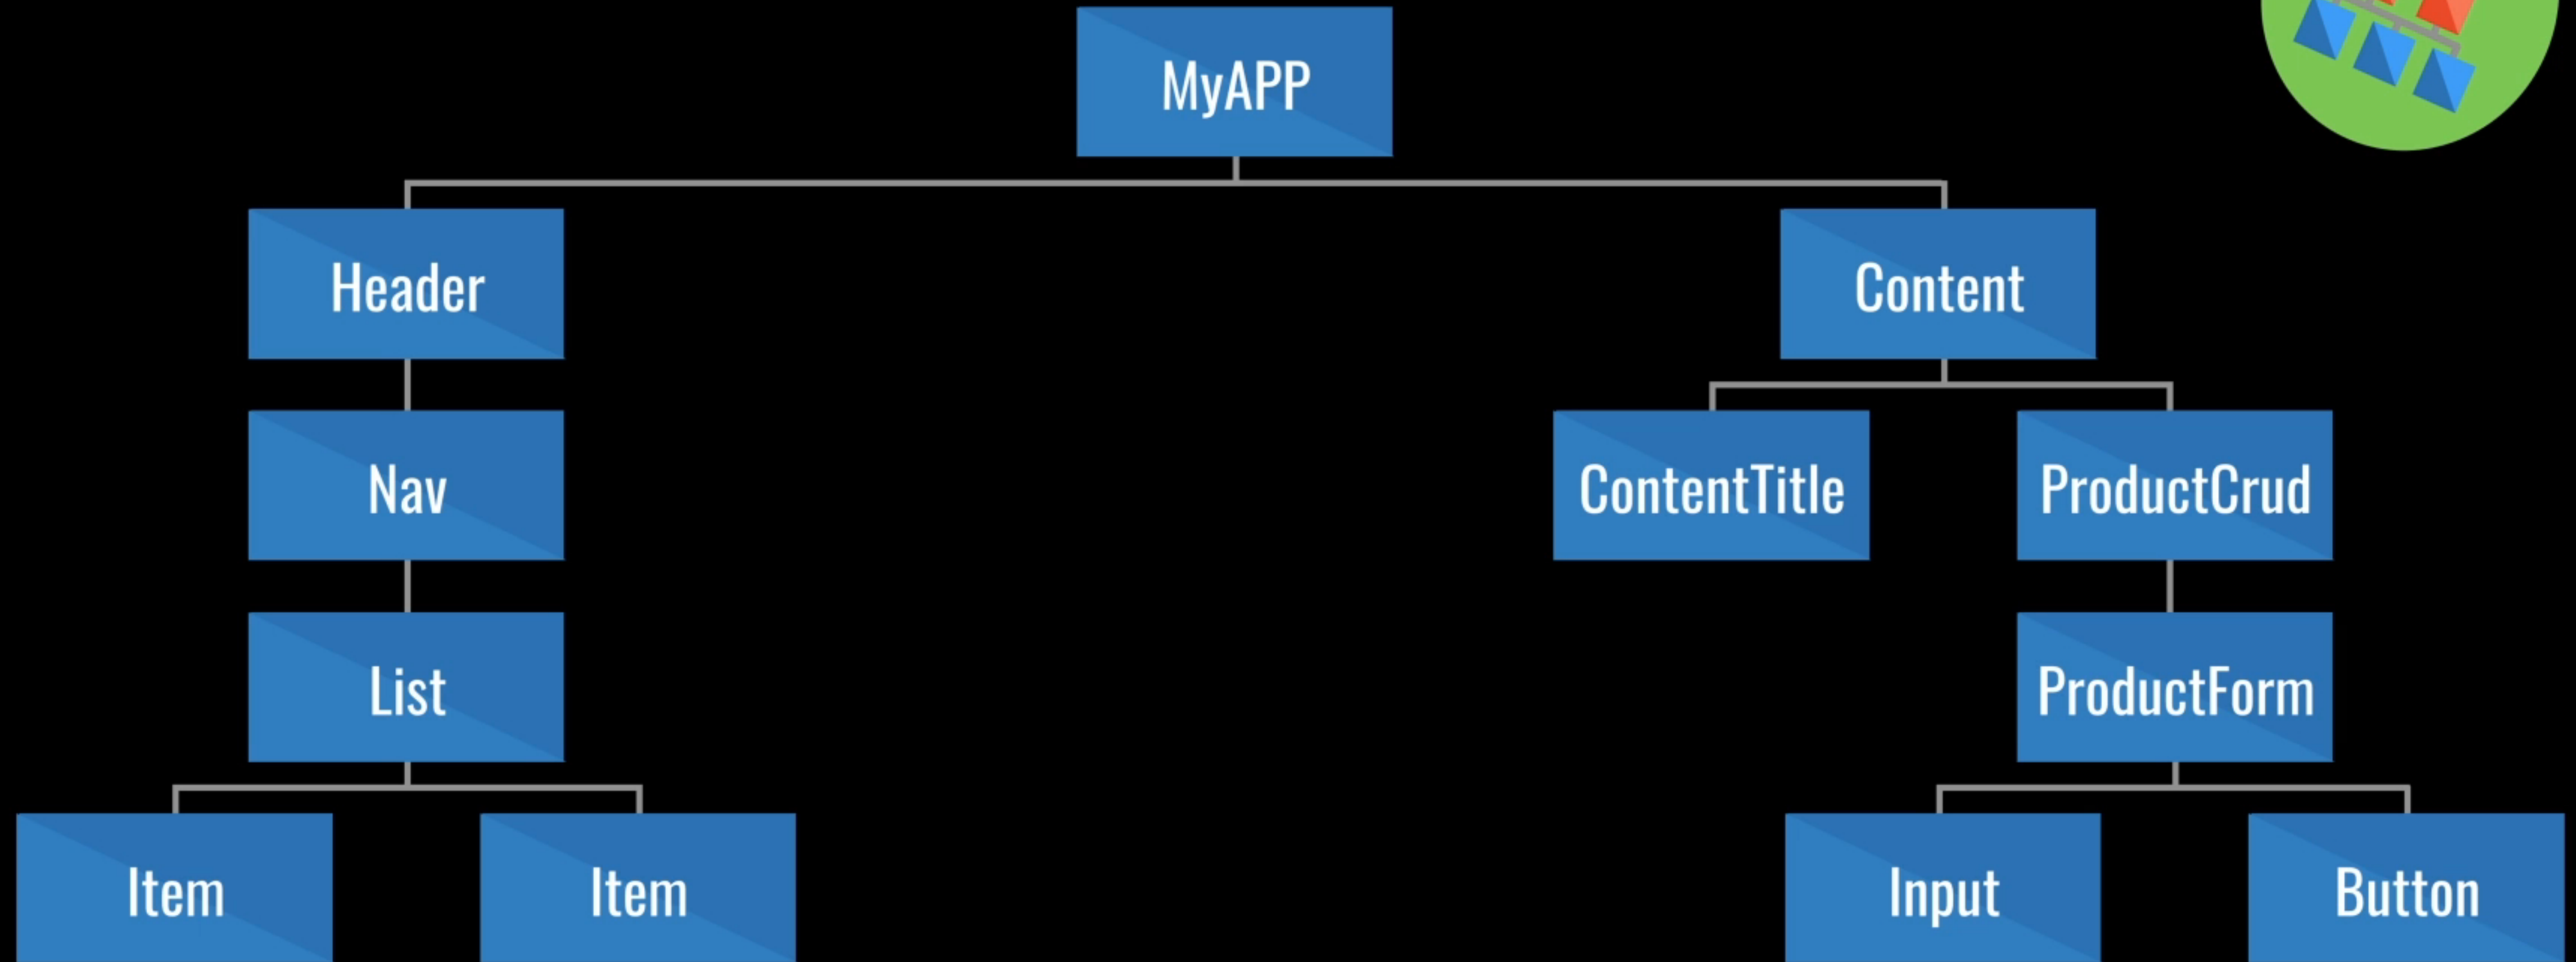 MyAPP
Header
Content
Nav
ContentTitle
ProductCrud
List
ProductForm
Item
Item
Input
Button